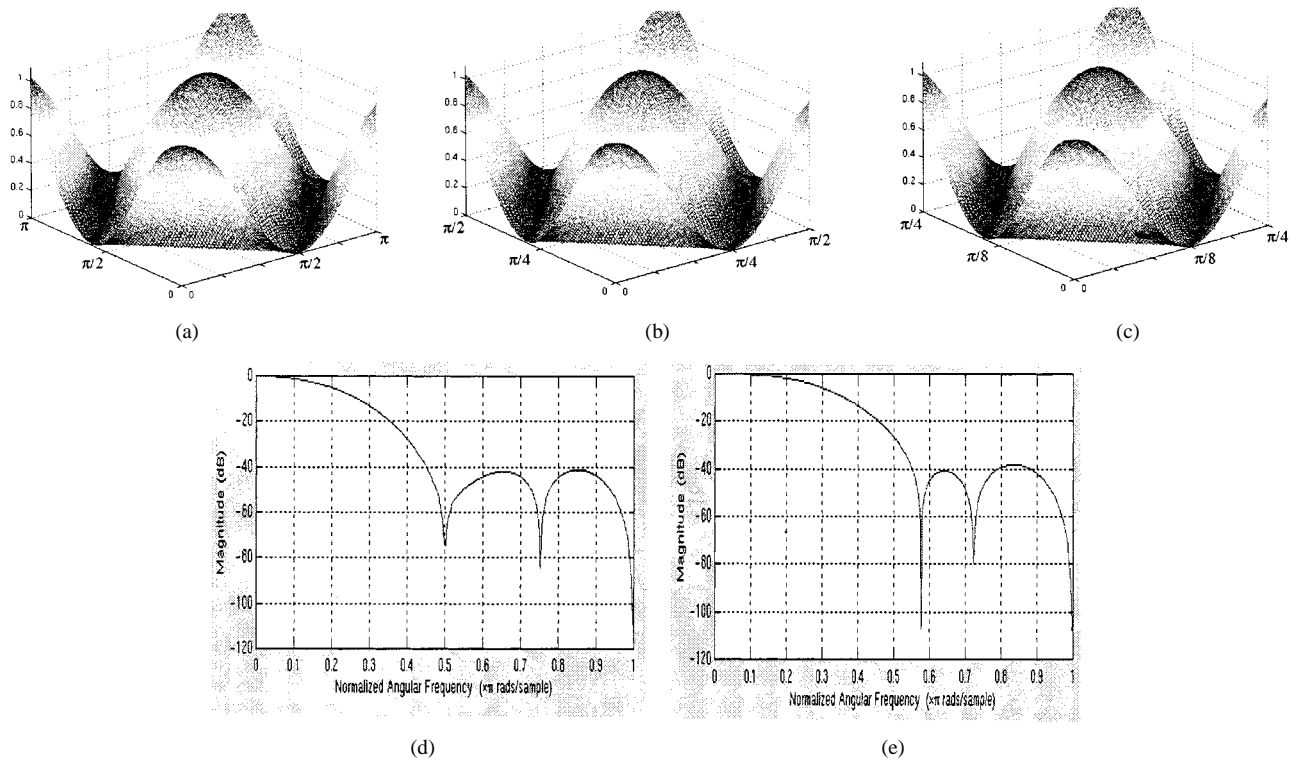 1
0.8
0.6
0.4
0.2
0
π
π/2
0
0
π/2
π
(a)
1
0.8
0.6
0.4
0.2
0
π/2
π/4
0
0
π/4
π/2
(b)
1
0.8
0.6
0.4
0.2
0
π/4
π/8
0
0
π/8
π/4
(c)
Magnitude (dB)
0
-20
-40
-60
-80
-100
-120
0 0.1 0.2 0.3 0.4 0.5 0.6 0.7 0.8 0.9 1
Normalized Angular Frequency (×π rads/sample)
(d)
Magnitude (dB)
0
-20
-40
-60
-80
-100
-120
0 0.1 0.2 0.3 0.4 0.5 0.6 0.7 0.8 0.9 1
Normalized Angular Frequency (×π rads/sample)
(e)